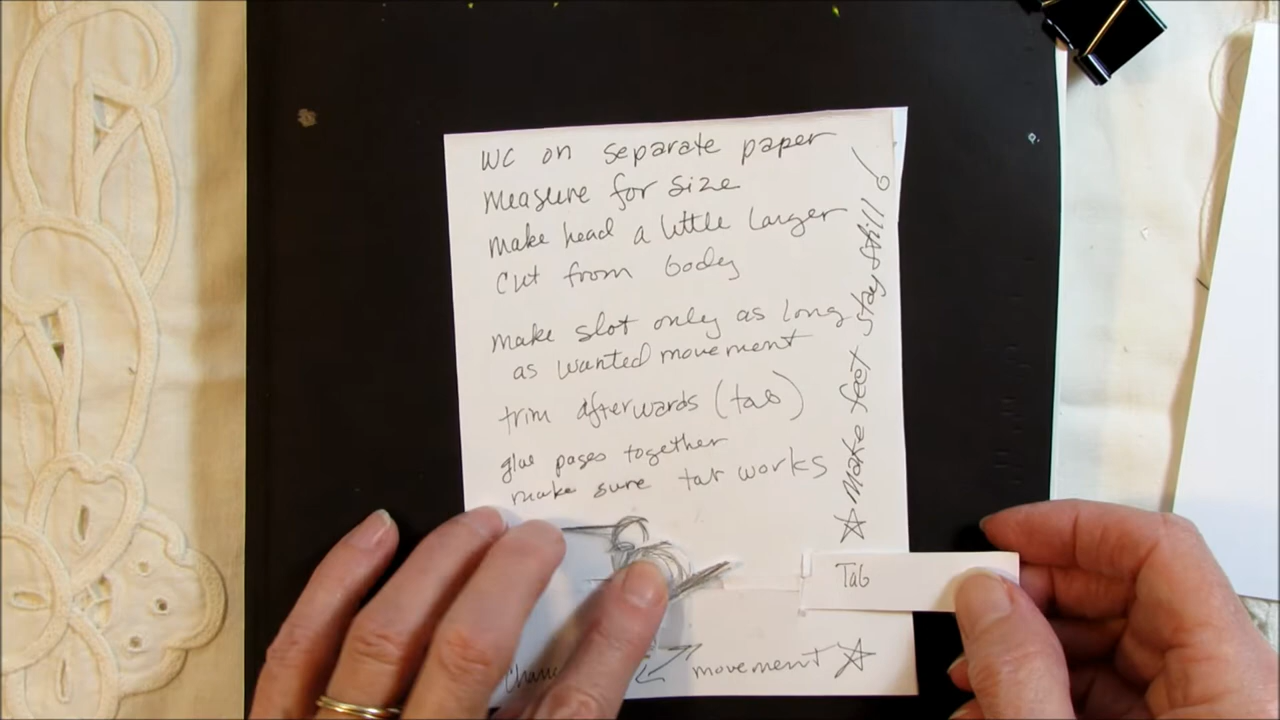 WC on separate paper
measure for size
make head a little larger
cut from body
make slot only as long
as wanted movement
trim afterwards (tab)
glue pages together
make sure tab works
☆ Make feet stay still
Tab
movement ☆